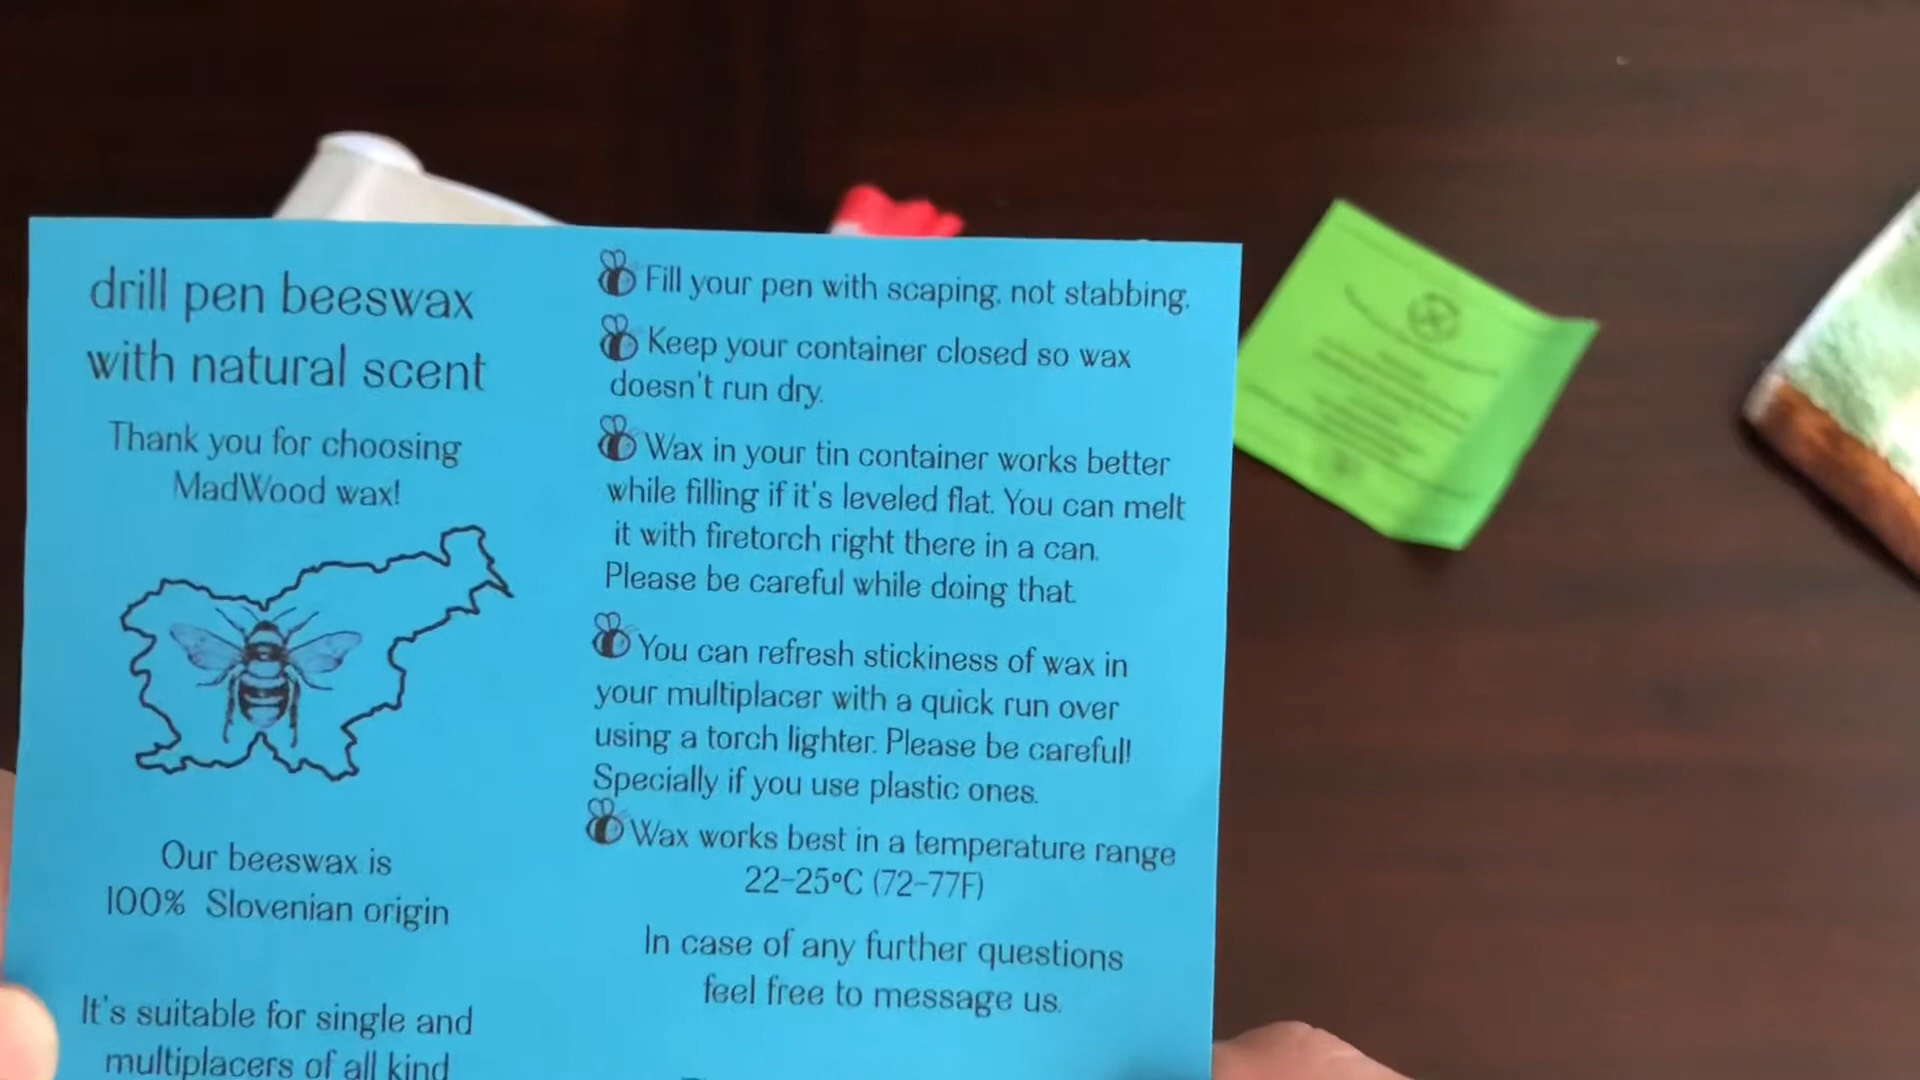 drill pen beeswax
with natural scent
Thank you for choosing
MadWood wax!
Our beeswax is
100% Slovenian origin
It's suitable for single and
multiplacers of all kind
Fill your pen with scaping, not stabbing.
Keep your container closed so wax
doesn't run dry.
Wax in your tin container works better
while filling if it's leveled flat. You can melt
it with firetorch right there in a can.
Please be careful while doing that.
You can refresh stickiness of wax in
your multiplacer with a quick run over
using a torch lighter. Please be careful!
Specially if you use plastic ones.
Wax works best in a temperature range
22-25°C (72-77F)
In case of any further questions
feel free to message us.